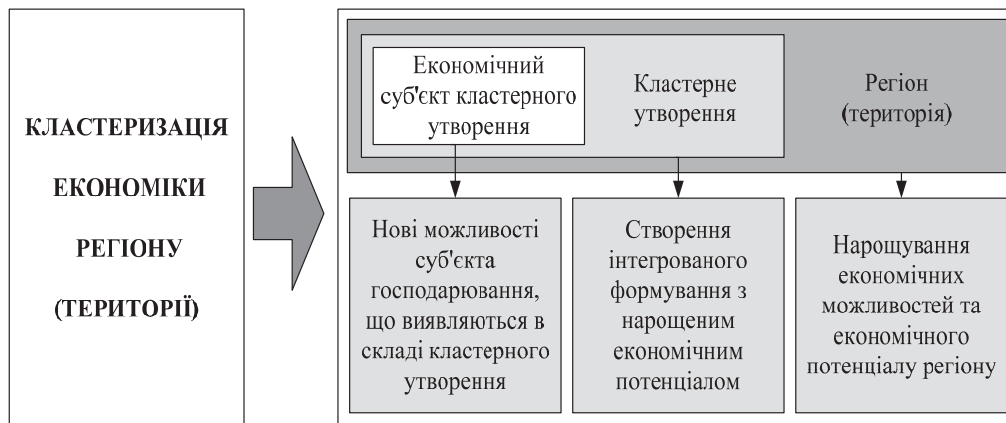 КЛАСТЕРИЗАЦІЯ
ЕКОНОМІКИ
РЕГІОНУ
(ТЕРИТОРІЇ)
Економічний
суб'єкт кластерного
утворення
Кластерне
утворення
Регіон
(територія)
Нові можливості
суб'єкта
господарювання,
що виявляються в
складі кластерного
утворення
Створення
інтегрованого
формування з
нарощеним
економічним
потенціалом
Нарощування
економічних
можливостей та
економічного
потенціалу регіону